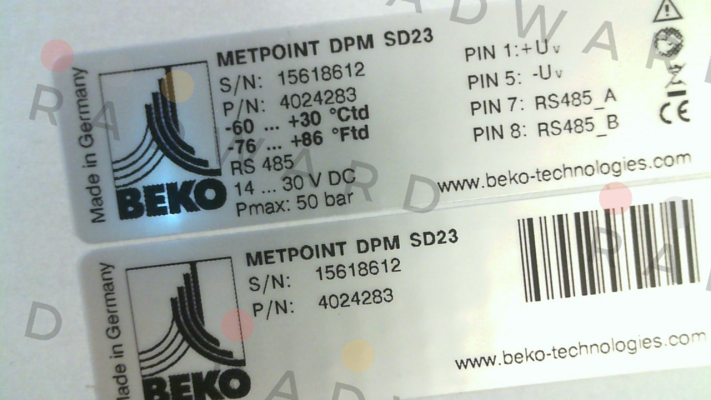 METPOINT DPM SD23
S/N: 15618612
P/N: 4024283
-60 ... +30 °Ctd
-76 ... +86 °Ftd
RS 485
14 ... 30 V DC
Pmax: 50 bar
PIN 1:+Uv
PIN 5: -Uv
PIN 7: RS485_A
PIN 8: RS485_B
CE
www.beko-technologies.com
Made in Germany
BEKO
METPOINT DPM SD23
S/N: 15618612
P/N: 4024283
www.beko-technologies.com
Made in Germany
BEKO
RADWARD